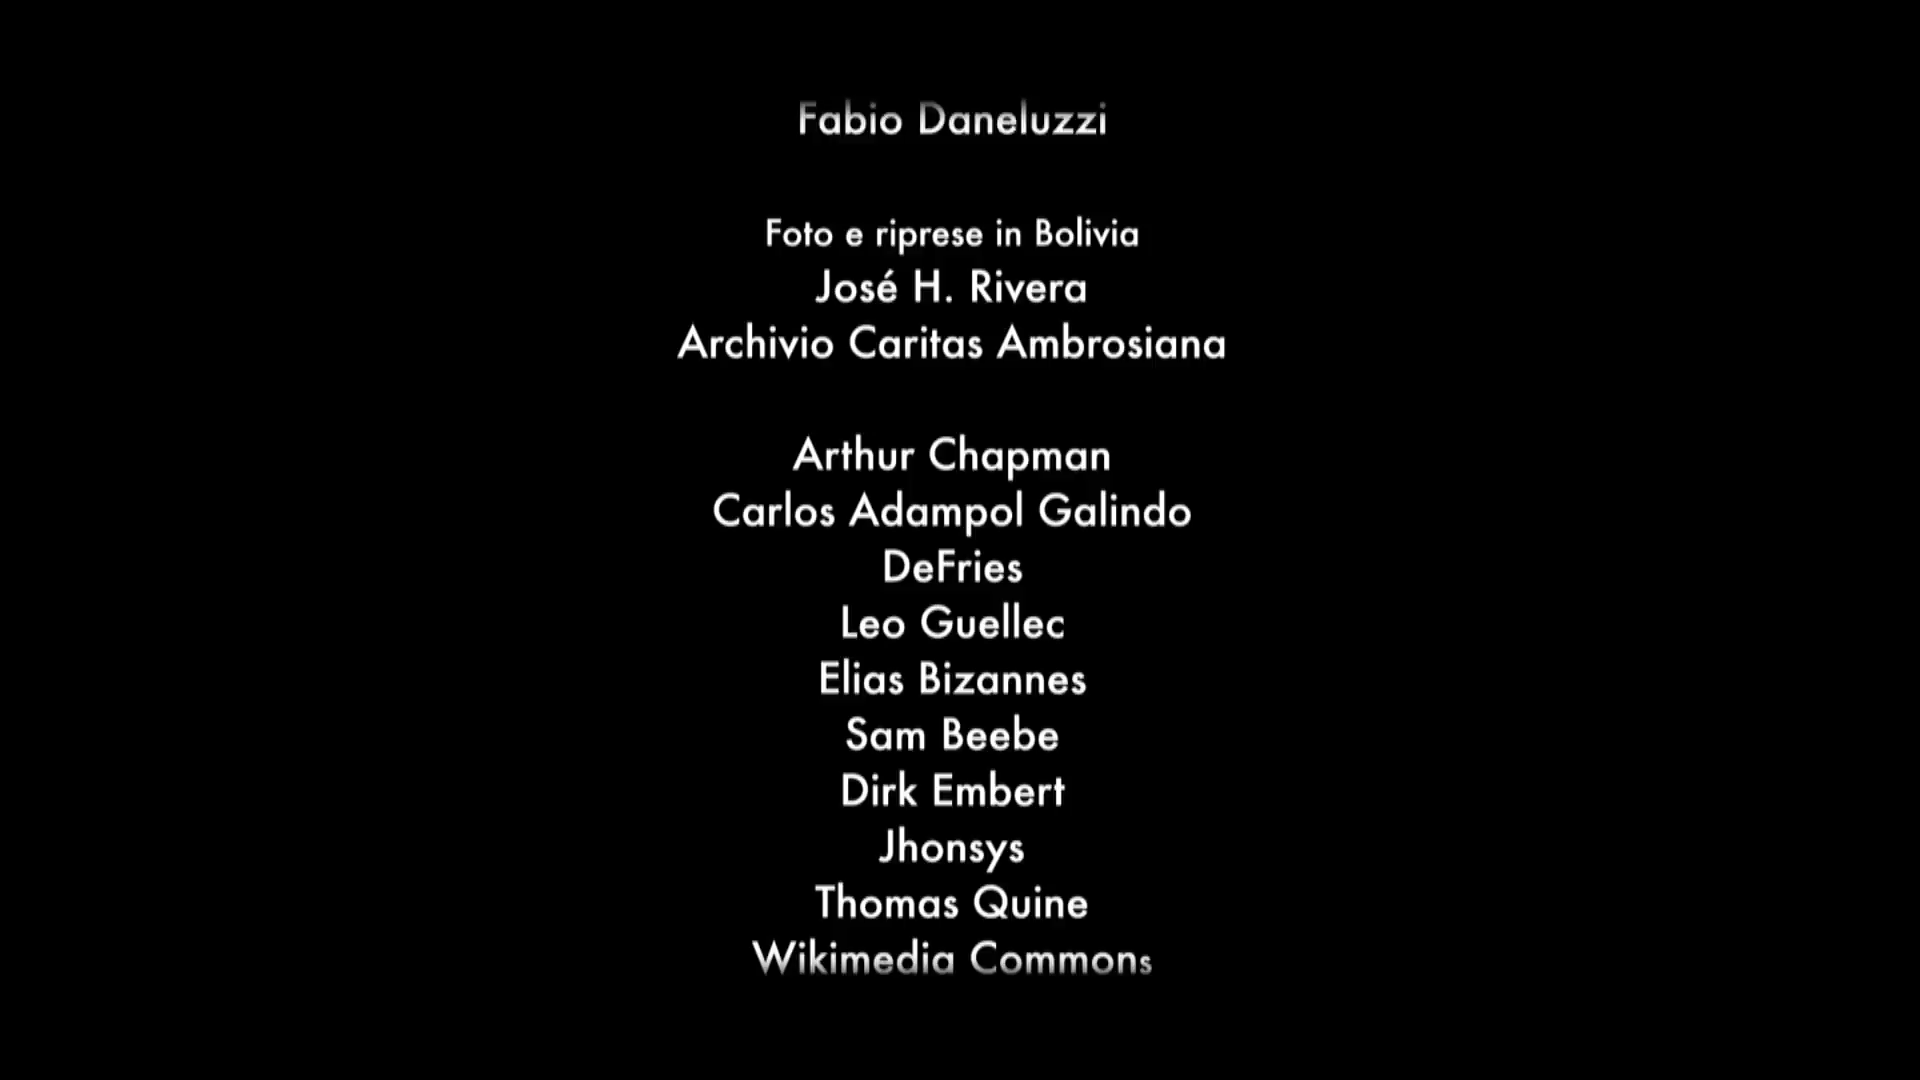 Fabio Daneluzzi
Foto e riprese in Bolivia
José H. Rivera
Archivio Caritas Ambrosiana
Arthur Chapman
Carlos Adampol Galindo
DeFries
Leo Guellec
Elias Bizannes
Sam Beebe
Dirk Embert
Jhonsys
Thomas Quine
Wikimedia Commons